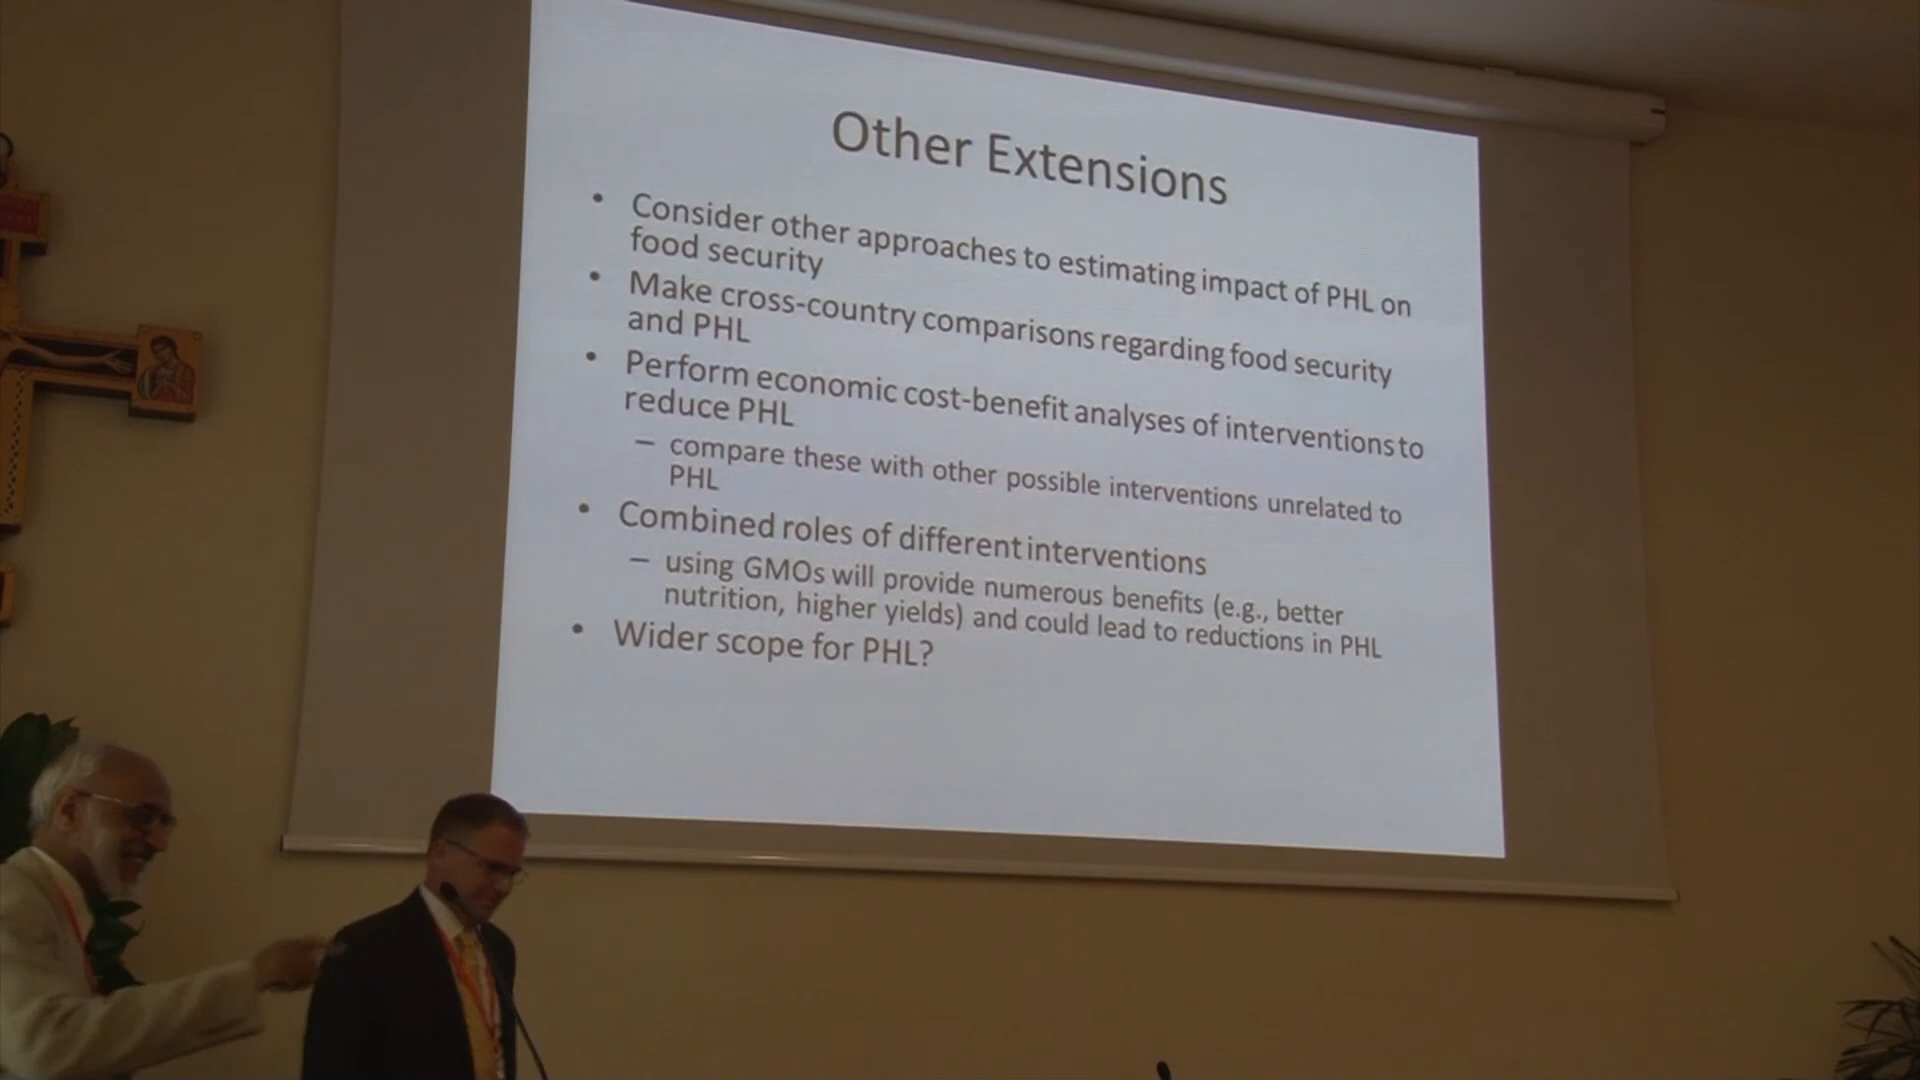 Other Extensions
• Consider other approaches to estimating impact of PHL on
food security
• Make cross-country comparisons regarding food security
and PHL
• Perform economic cost-benefit analyses of interventions to
reduce PHL
– compare these with other possible interventions unrelated to
PHL
• Combined roles of different interventions
– using GMOs will provide numerous benefits (e.g., better
nutrition, higher yields) and could lead to reductions in PHL
• Wider scope for PHL?